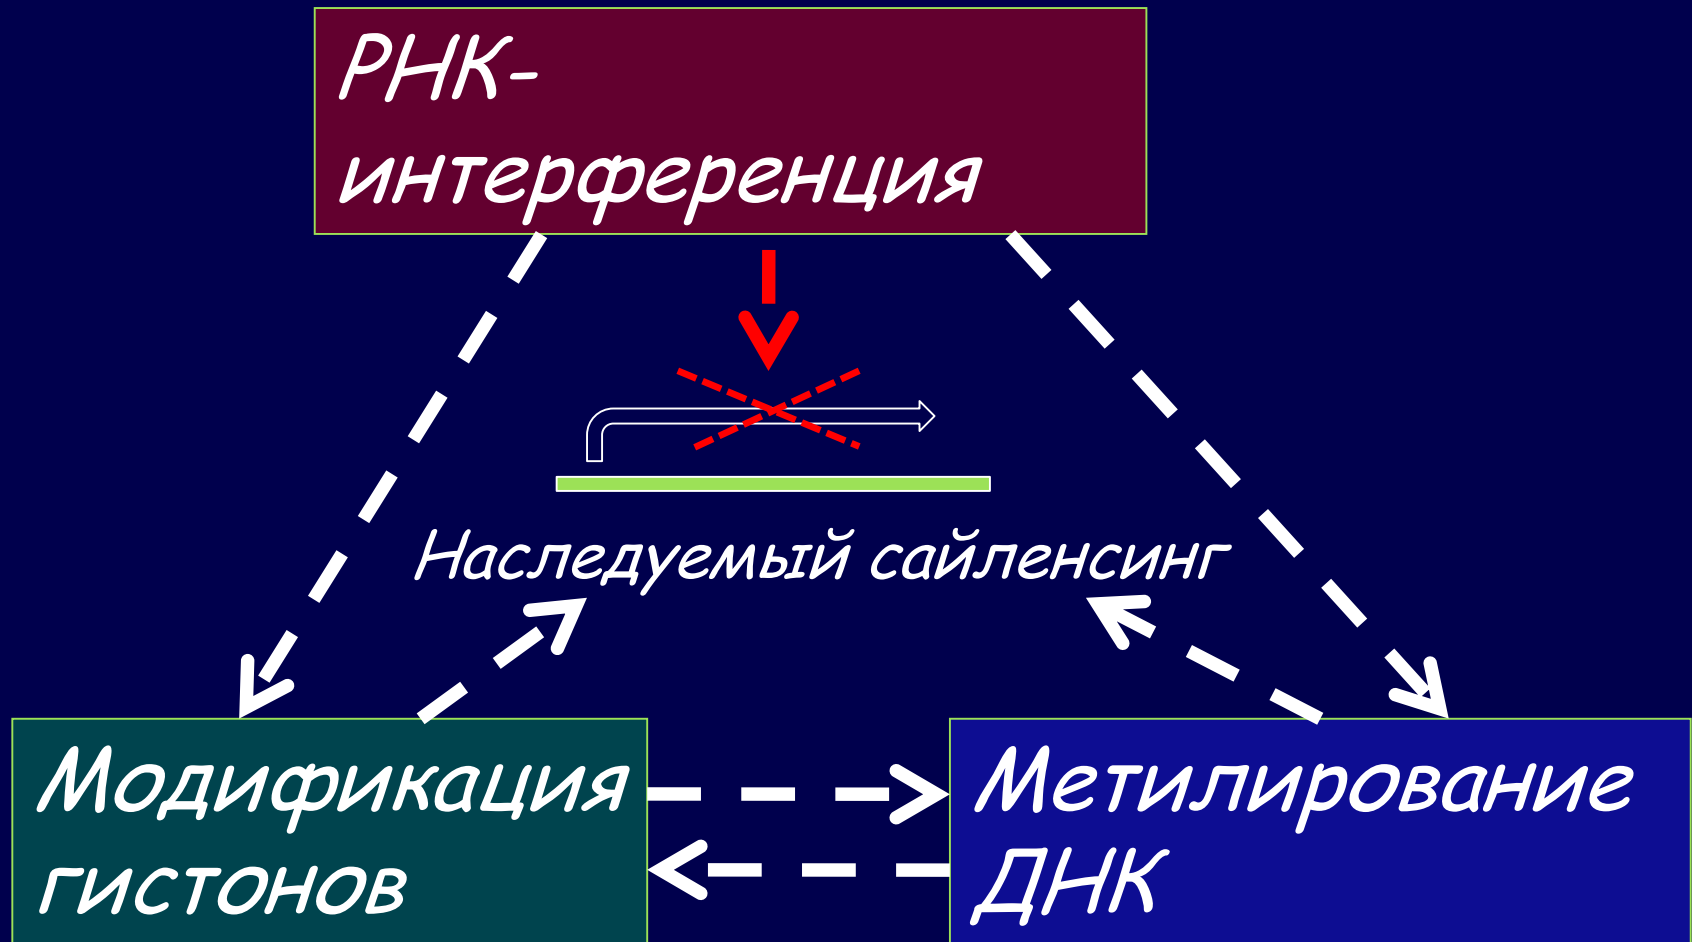 РНК-
интерференция
Наследуемый сайленсинг
Модификация
гистонов
Метилирование
ДНК